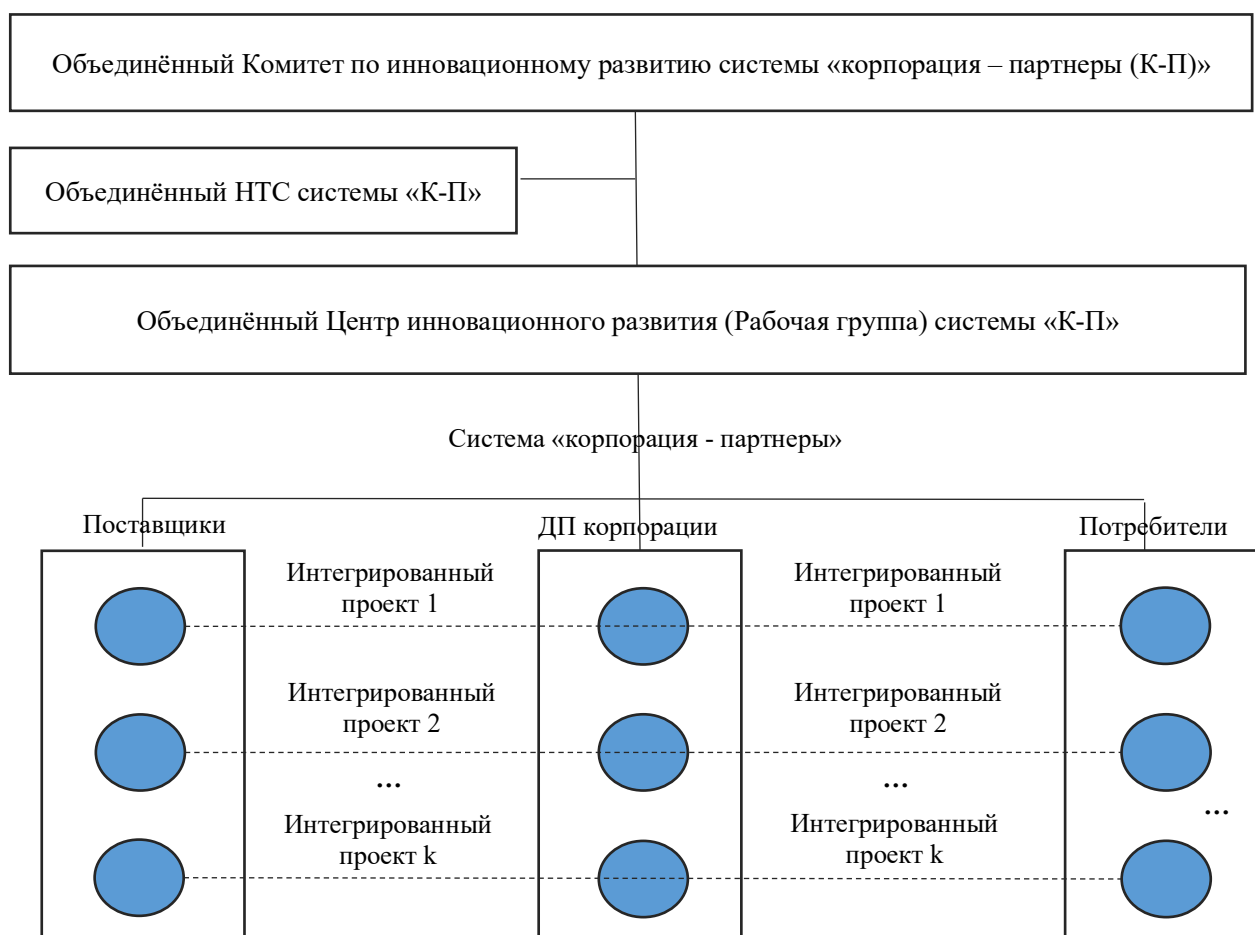 Объединённый Комитет по инновационному развитию системы «корпорация – партнеры (К-П)»
Объединённый НТС системы «К-П»
Объединённый Центр инновационного развития (Рабочая группа) системы «К-П»
Система «корпорация - партнеры»
Поставщики
ДП корпорации
Потребители
Интегрированный
проект 1
Интегрированный
проект 1
Интегрированный
проект 2
Интегрированный
проект 2
...
...
...
Интегрированный
проект k
Интегрированный
проект k